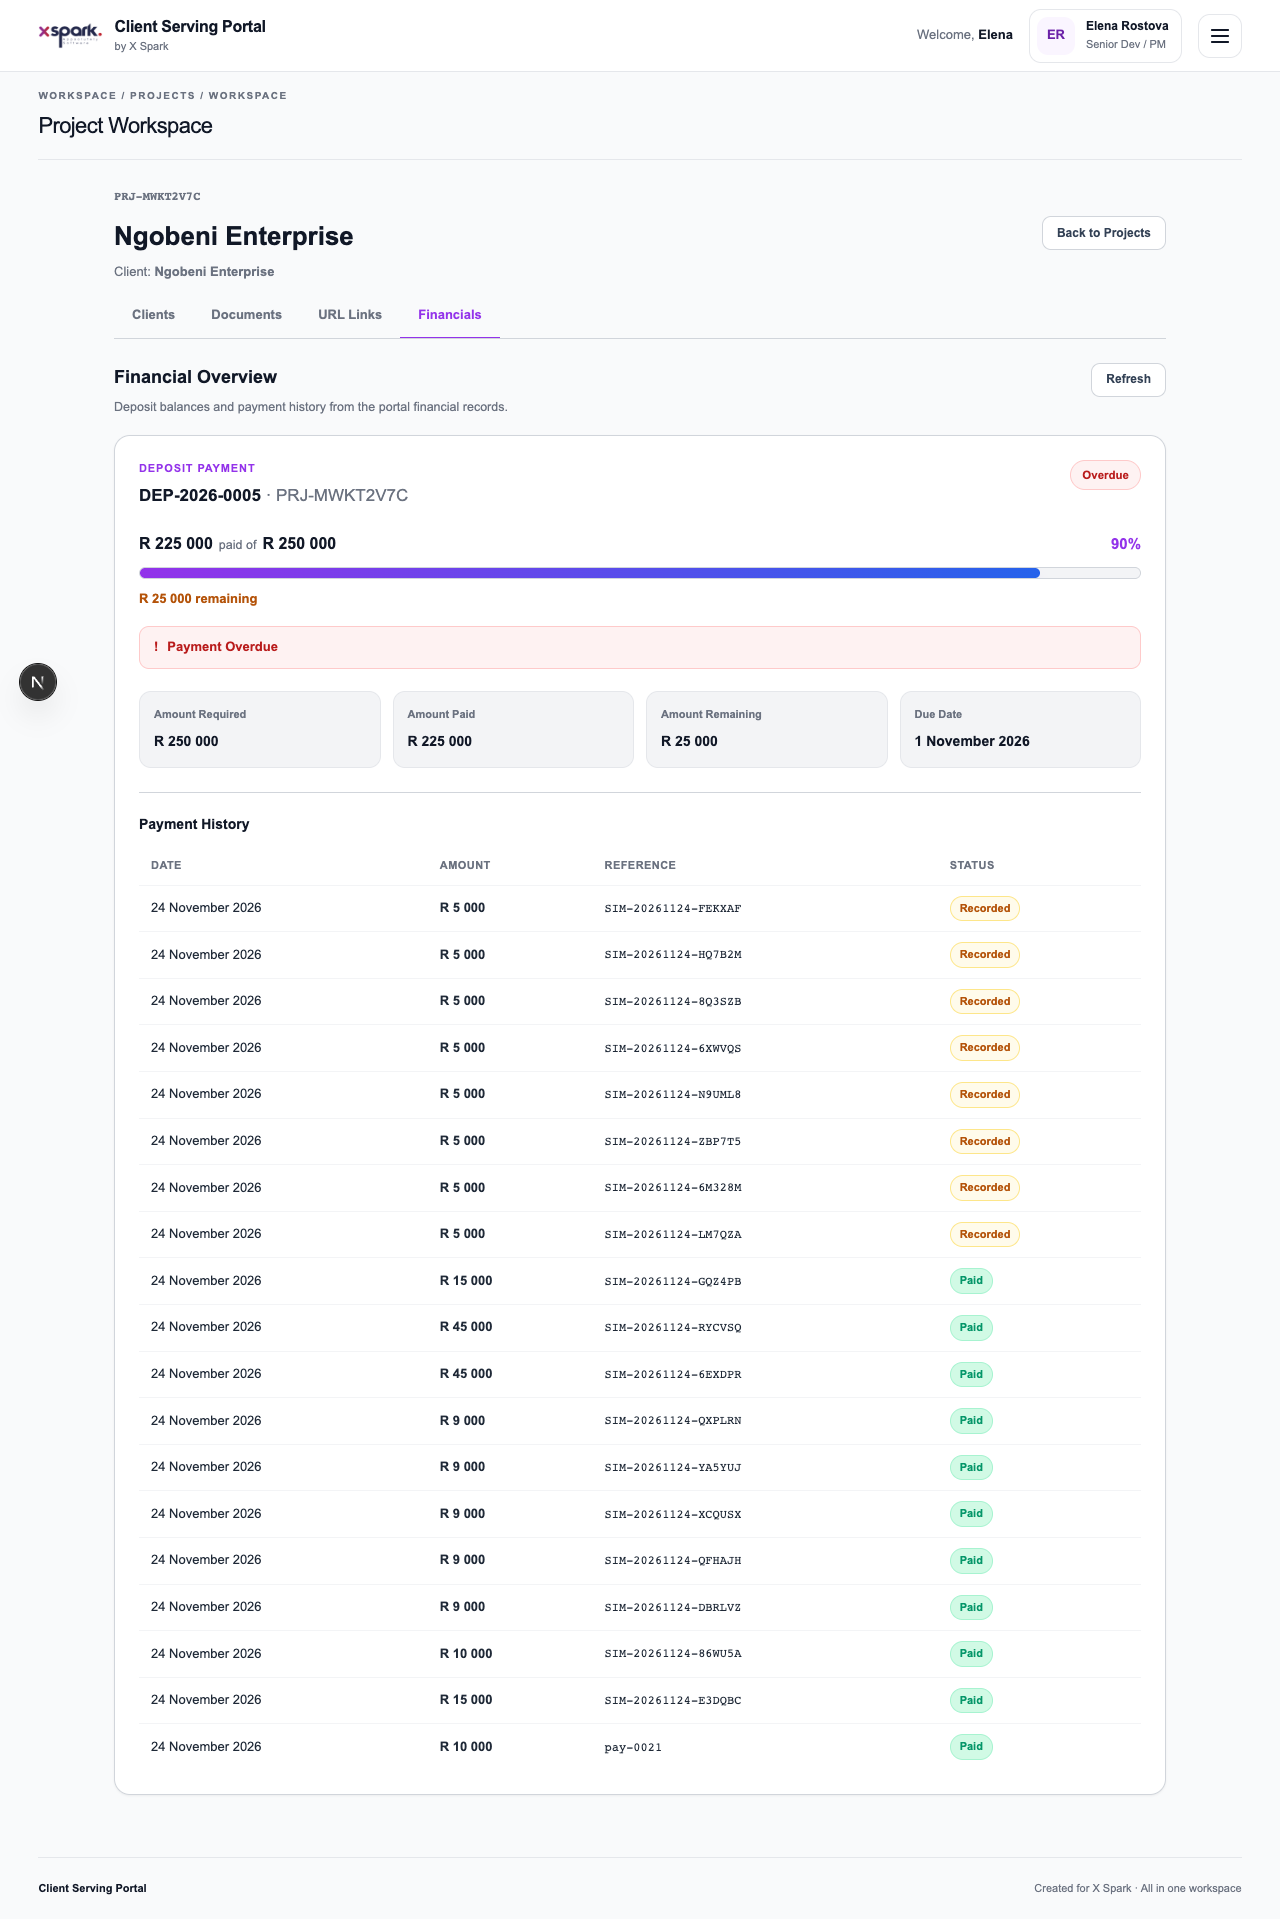 xspark.
Client Serving Portal
by X Spark
Welcome, Elena
ER
Elena Rostova
Senior Dev / PM
WORKSPACE / PROJECTS / WORKSPACE
Project Workspace
PRJ-MWKT2V7C
Ngobeni Enterprise
Back to Projects
Client: Ngobeni Enterprise
Clients Documents URL Links Financials
Financial Overview
Refresh
Deposit balances and payment history from the portal financial records.
DEPOSIT PAYMENT
Overdue
DEP-2026-0005 · PRJ-MWKT2V7C
R 225 000 paid of R 250 000 90%
R 25 000 remaining
! Payment Overdue
Amount Required Amount Paid Amount Remaining Due Date
R 250 000 R 225 000 R 25 000 1 November 2026
N
Payment History
DATE AMOUNT REFERENCE STATUS
24 November 2026 R 5 000 SIM-20261124-FEKXAF Recorded
24 November 2026 R 5 000 SIM-20261124-HQ7B2M Recorded
24 November 2026 R 5 000 SIM-20261124-8Q3SZB Recorded
24 November 2026 R 5 000 SIM-20261124-6XWVQS Recorded
24 November 2026 R 5 000 SIM-20261124-N9UML8 Recorded
24 November 2026 R 5 000 SIM-20261124-ZBP7T5 Recorded
24 November 2026 R 5 000 SIM-20261124-6M328M Recorded
24 November 2026 R 5 000 SIM-20261124-LM7QZA Recorded
24 November 2026 R 15 000 SIM-20261124-GQZ4PB Paid
24 November 2026 R 45 000 SIM-20261124-RYCVSQ Paid
24 November 2026 R 45 000 SIM-20261124-6EXDPR Paid
24 November 2026 R 9 000 SIM-20261124-QXPLRN Paid
24 November 2026 R 9 000 SIM-20261124-YA5YUJ Paid
24 November 2026 R 9 000 SIM-20261124-XCQUSX Paid
24 November 2026 R 9 000 SIM-20261124-QFHAJH Paid
24 November 2026 R 9 000 SIM-20261124-DBRLVZ Paid
24 November 2026 R 10 000 SIM-20261124-86WU5A Paid
24 November 2026 R 15 000 SIM-20261124-E3DQBC Paid
24 November 2026 R 10 000 pay-0021 Paid
Client Serving Portal
Created for X Spark · All in one workspace